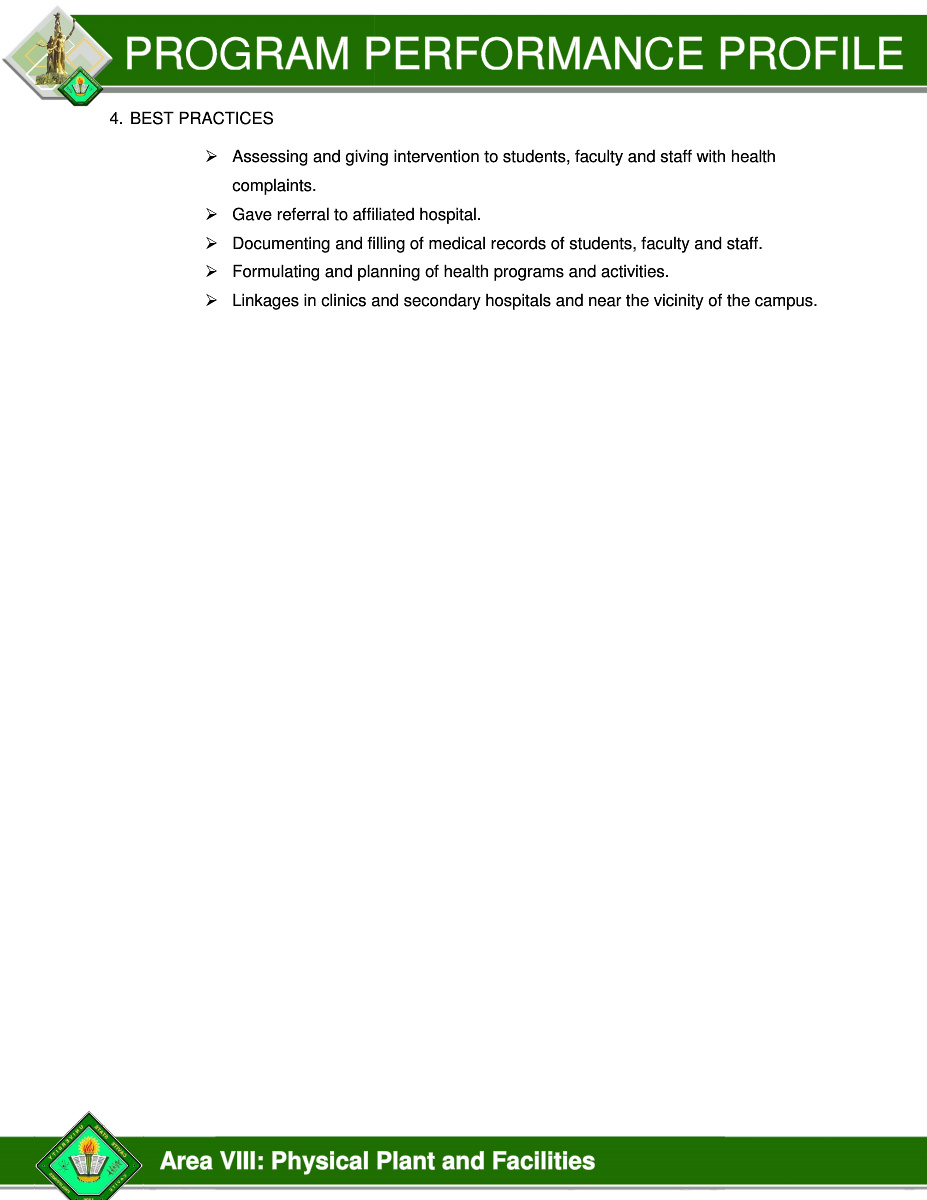 PROGRAM PERFORMANCE PROFILE
4. BEST PRACTICES
➢ Assessing and giving intervention to students, faculty and staff with health
complaints.
➢ Gave referral to affiliated hospital.
➢ Documenting and filling of medical records of students, faculty and staff.
➢ Formulating and planning of health programs and activities.
➢ Linkages in clinics and secondary hospitals and near the vicinity of the campus.
Area VIII: Physical Plant and Facilities